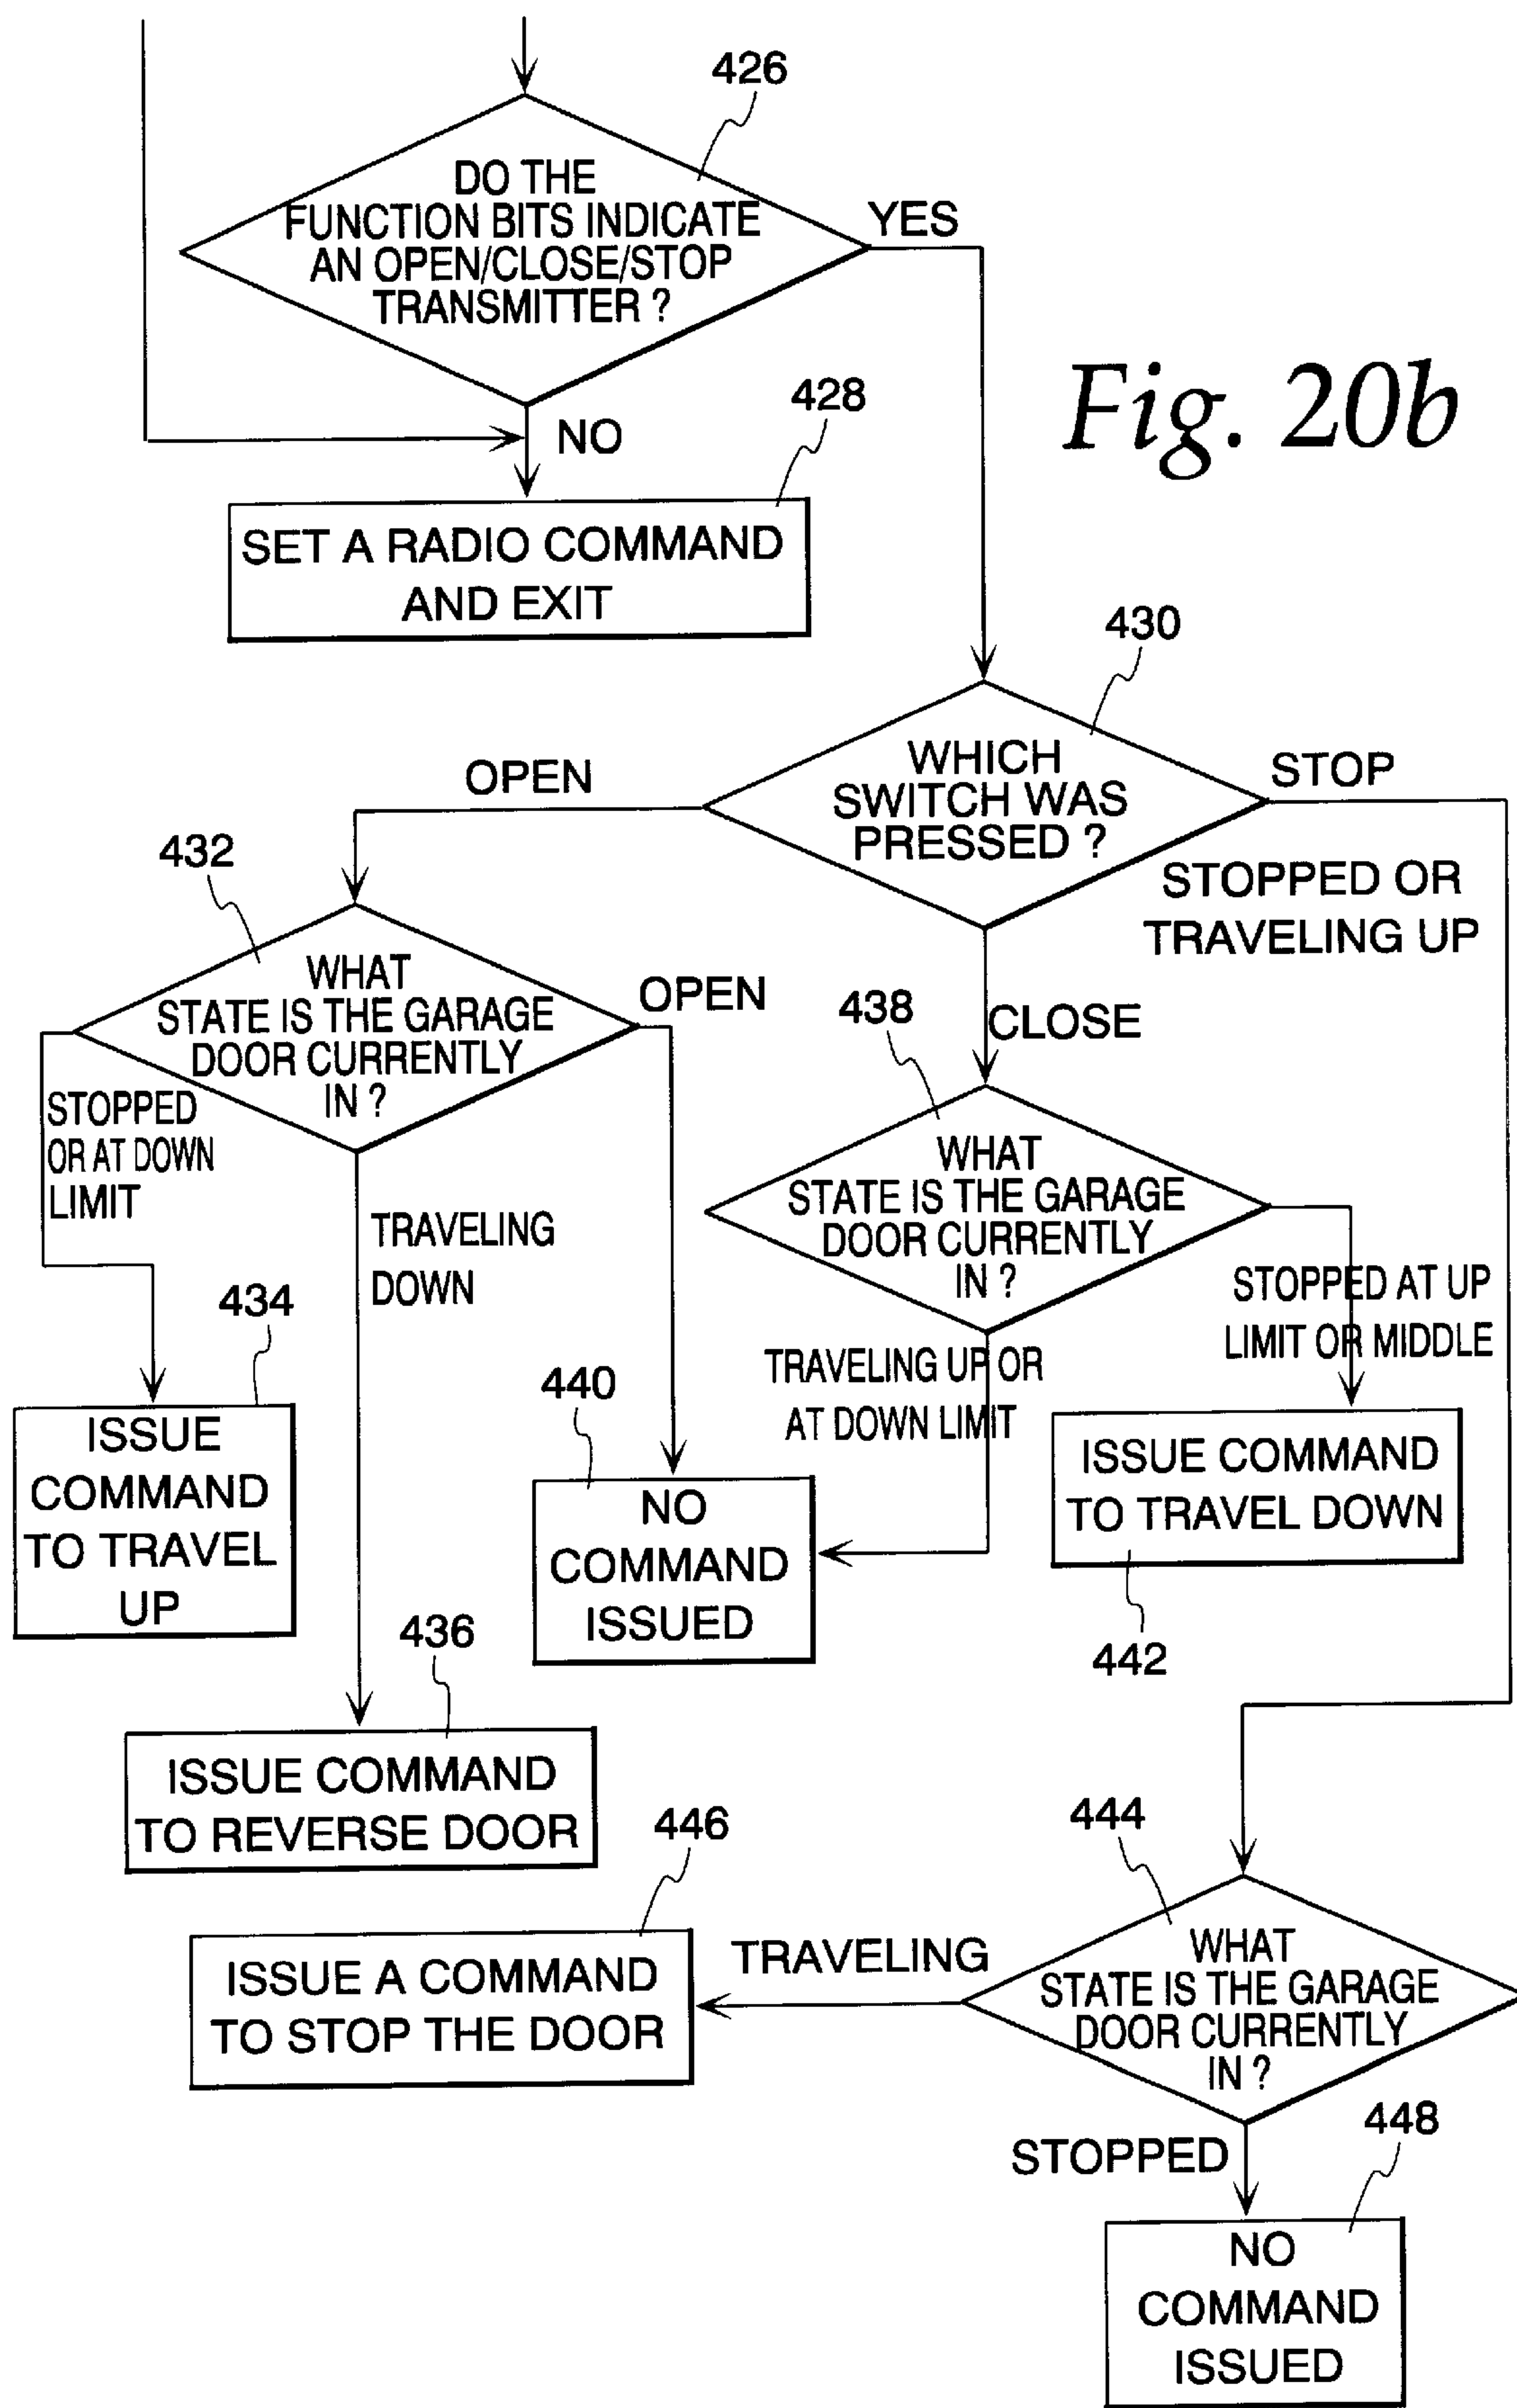 426
DO THE
FUNCTION BITS INDICATE
AN OPEN/CLOSE/STOP
TRANSMITTER ?
YES
Fig. 20b
NO
428
SET A RADIO COMMAND
AND EXIT
430
WHICH
SWITCH WAS
PRESSED ?
OPEN
STOP
STOPPED OR
TRAVELING UP
432
WHAT
STATE IS THE GARAGE
DOOR CURRENTLY
IN ?
OPEN
STOPPED
OR AT DOWN
LIMIT
TRAVELING
DOWN
CLOSE
438
WHAT
STATE IS THE GARAGE
DOOR CURRENTLY
IN ?
STOPPED AT UP
LIMIT OR MIDDLE
TRAVELING UP OR
AT DOWN LIMIT
434
ISSUE
COMMAND
TO TRAVEL
UP
440
NO
COMMAND
ISSUED
ISSUE COMMAND
TO TRAVEL DOWN
442
436
ISSUE COMMAND
TO REVERSE DOOR
444
WHAT
STATE IS THE GARAGE
DOOR CURRENTLY
IN ?
TRAVELING
446
ISSUE A COMMAND
TO STOP THE DOOR
STOPPED
448
NO
COMMAND
ISSUED